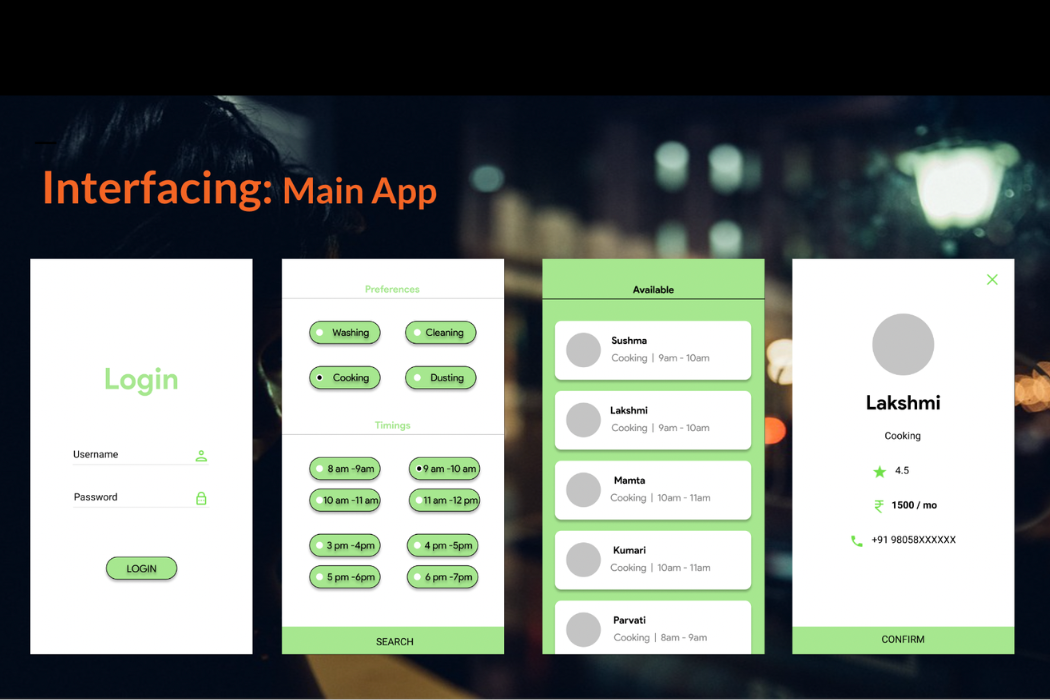 Interfacing: Main App
Login
Username
Password
LOGIN
Preferences
Washing
Cleaning
Cooking
Dusting
Timings
8 am -9am
9 am -10 am
10 am -11 am
11 am -12 pm
3 pm -4pm
4 pm -5pm
5 pm -6pm
6 pm -7pm
SEARCH
Available
Sushma
Cooking | 9am - 10am
Lakshmi
Cooking | 9am - 10am
Mamta
Cooking | 10am - 11am
Kumari
Cooking | 10am - 11am
Parvati
Cooking | 8am - 9am
Lakshmi
Cooking
4.5
₹ 1500 / mo
+91 98058XXXXXX
CONFIRM